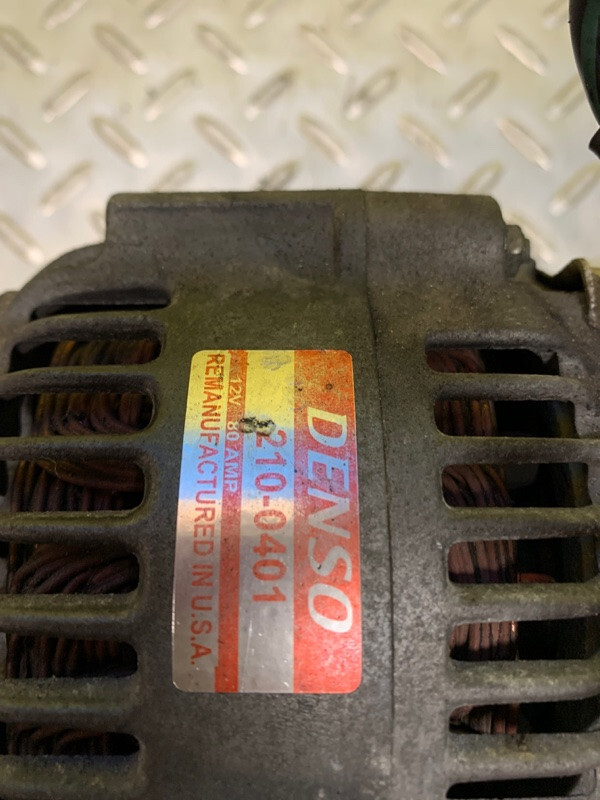 DENSO
210-0401
12V 80 AMP
REMANUFACTURED IN U.S.A.